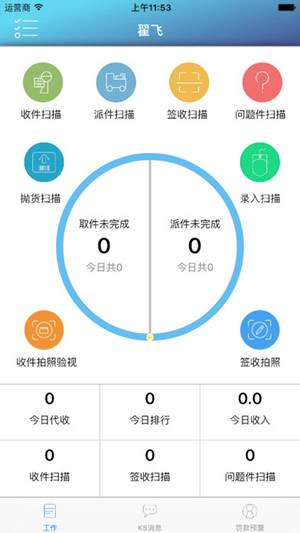 运营商 上午11:53
翟飞
收件扫描 派件扫描 签收扫描 问题件扫描
抛货扫描 录入扫描
取件未完成 派件未完成
0 0
今日共0 今日共0
收件拍照验视 签收拍照
0 0 0.0
今日代收 今日排行 今日收入
0 0 0
收件扫描 签收扫描 问题件扫描
工作 K8消息 罚款预警